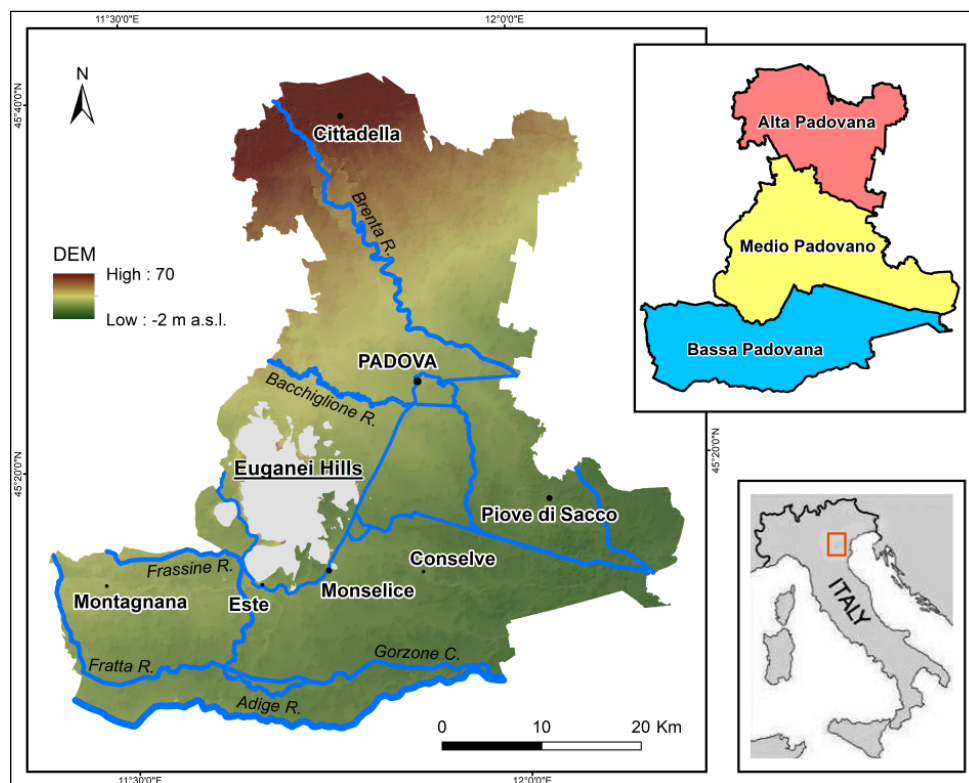 11°30'0"E
12°0'0"E
45°40'N
N
Cittadella
Brenta R.
DEM
High : 70
Low : -2 m a.s.l.
PADOVA
Bacchiglione R.
Euganei Hills
45°20'0"N
45°20'0"N
Piove di Sacco
Conselve
Frassine R.
Monselice
Montagnana
Este
Fratta R.
Gorzone C.
Adige R.
0 10 20 Km
11°30'0"E
12°0'0"E
Alta Padovana
Medio Padovano
Bassa Padovana
ITALY